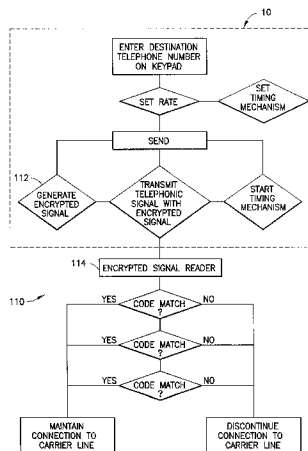 10
ENTER DESTINATION
TELEPHONE NUMBER
ON KEYPAD
SET RATE
SET
TIMING
MECHANISM
SEND
112
GENERATE
ENCRYPTED
SIGNAL
TRANSMIT
TELEPHONIC
SIGNAL WITH
ENCRYPTED
SIGNAL
START
TIMING
MECHANISM
114
ENCRYPTED SIGNAL READER
110
YES
CODE MATCH
?
NO
YES
CODE MATCH
?
NO
YES
CODE MATCH
?
NO
MAINTAIN
CONNECTION TO
CARRIER LINE
DISCONTINUE
CONNECTION TO
CARRIER LINE